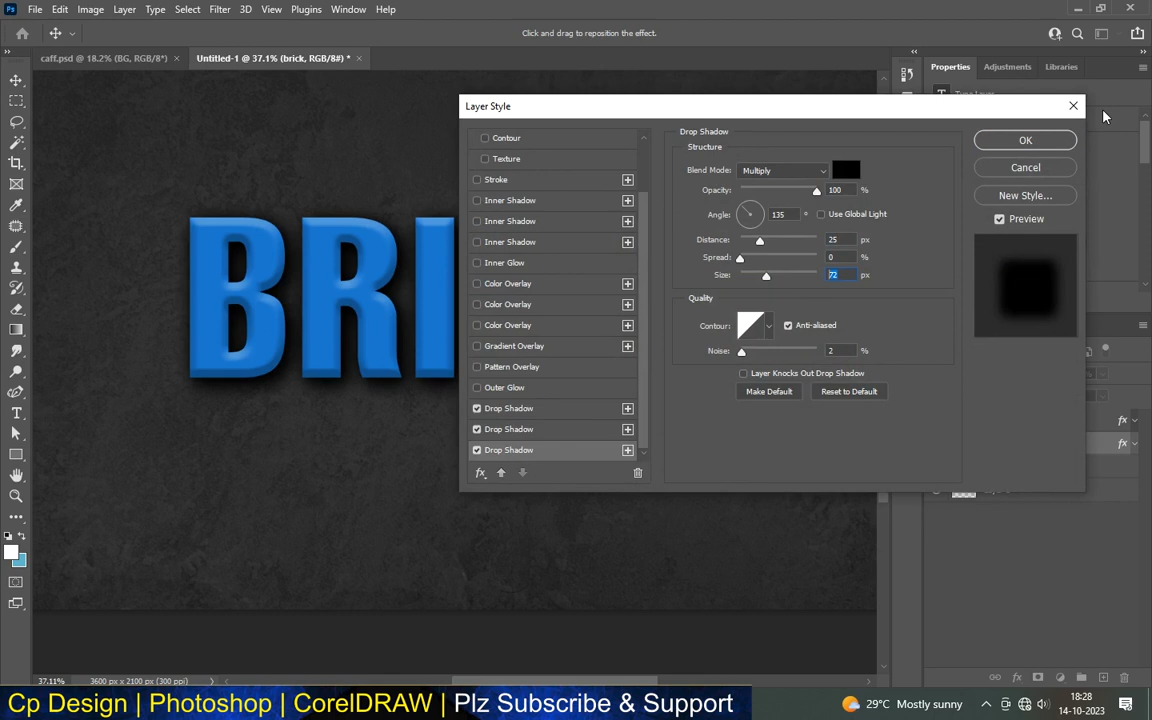 Ps File Edit Image Layer Type Select Filter 3D View Plugins Window Help
Click and drag to reposition the effect.
caff.psd @ 18.2% (BG, RGB/8*) ×
Untitled-1 @ 37.1% (brick, RGB/8#) * ×
Properties Adjustments Libraries
Layer Style
BRI
Contour
Texture
Stroke
Inner Shadow
Inner Shadow
Inner Shadow
Inner Glow
Color Overlay
Color Overlay
Color Overlay
Gradient Overlay
Pattern Overlay
Outer Glow
Drop Shadow
Drop Shadow
Drop Shadow
fx
Drop Shadow
Structure
Blend Mode: Multiply
Opacity: 100 %
Angle: 135 ° Use Global Light
Distance: 25 px
Spread: 0 %
Size: 72 px
Quality
Contour: Anti-aliased
Noise: 2 %
Layer Knocks Out Drop Shadow
Make Default Reset to Default
OK
Cancel
New Style...
Preview
fx
fx
37.11% 3600 px x 2100 px (300 ppi)
fx
Cp Design | Photoshop | CorelDRAW | Plz Subscribe & Support
29°C Mostly sunny
18:28
14-10-2023